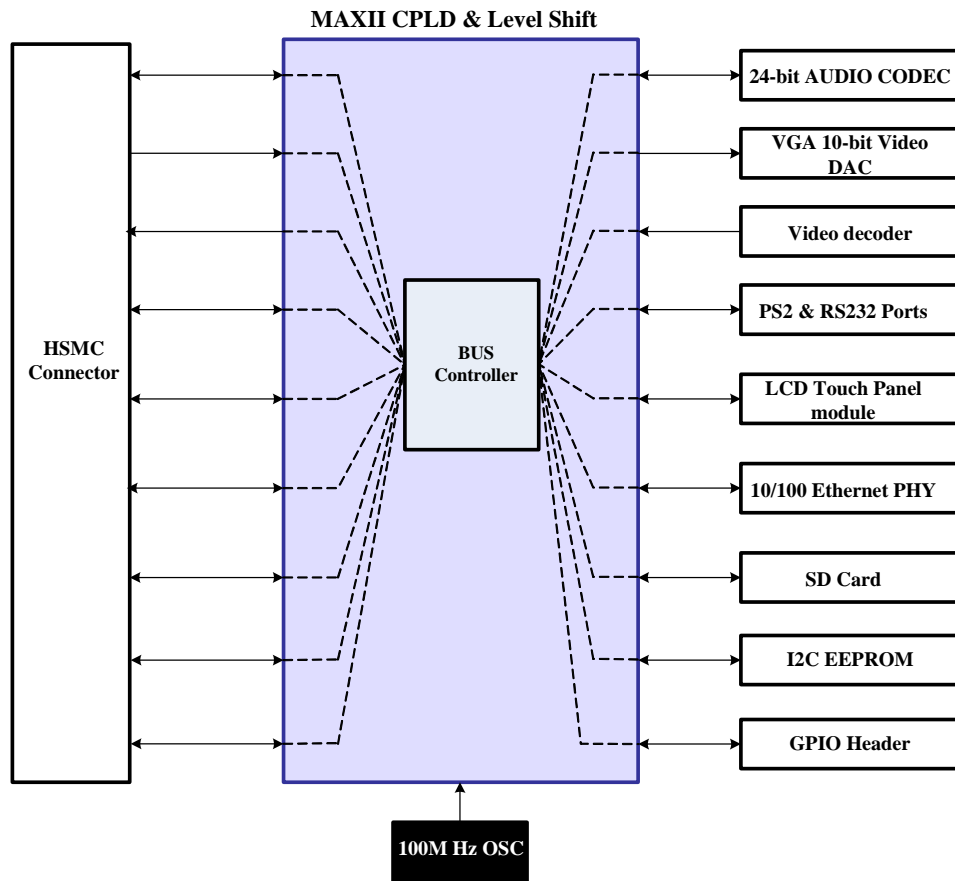 MAXII CPLD & Level Shift
HSMC
Connector
BUS
Controller
24-bit AUDIO CODEC
VGA 10-bit Video
DAC
Video decoder
PS2 & RS232 Ports
LCD Touch Panel
module
10/100 Ethernet PHY
SD Card
I2C EEPROM
GPIO Header
100M Hz OSC